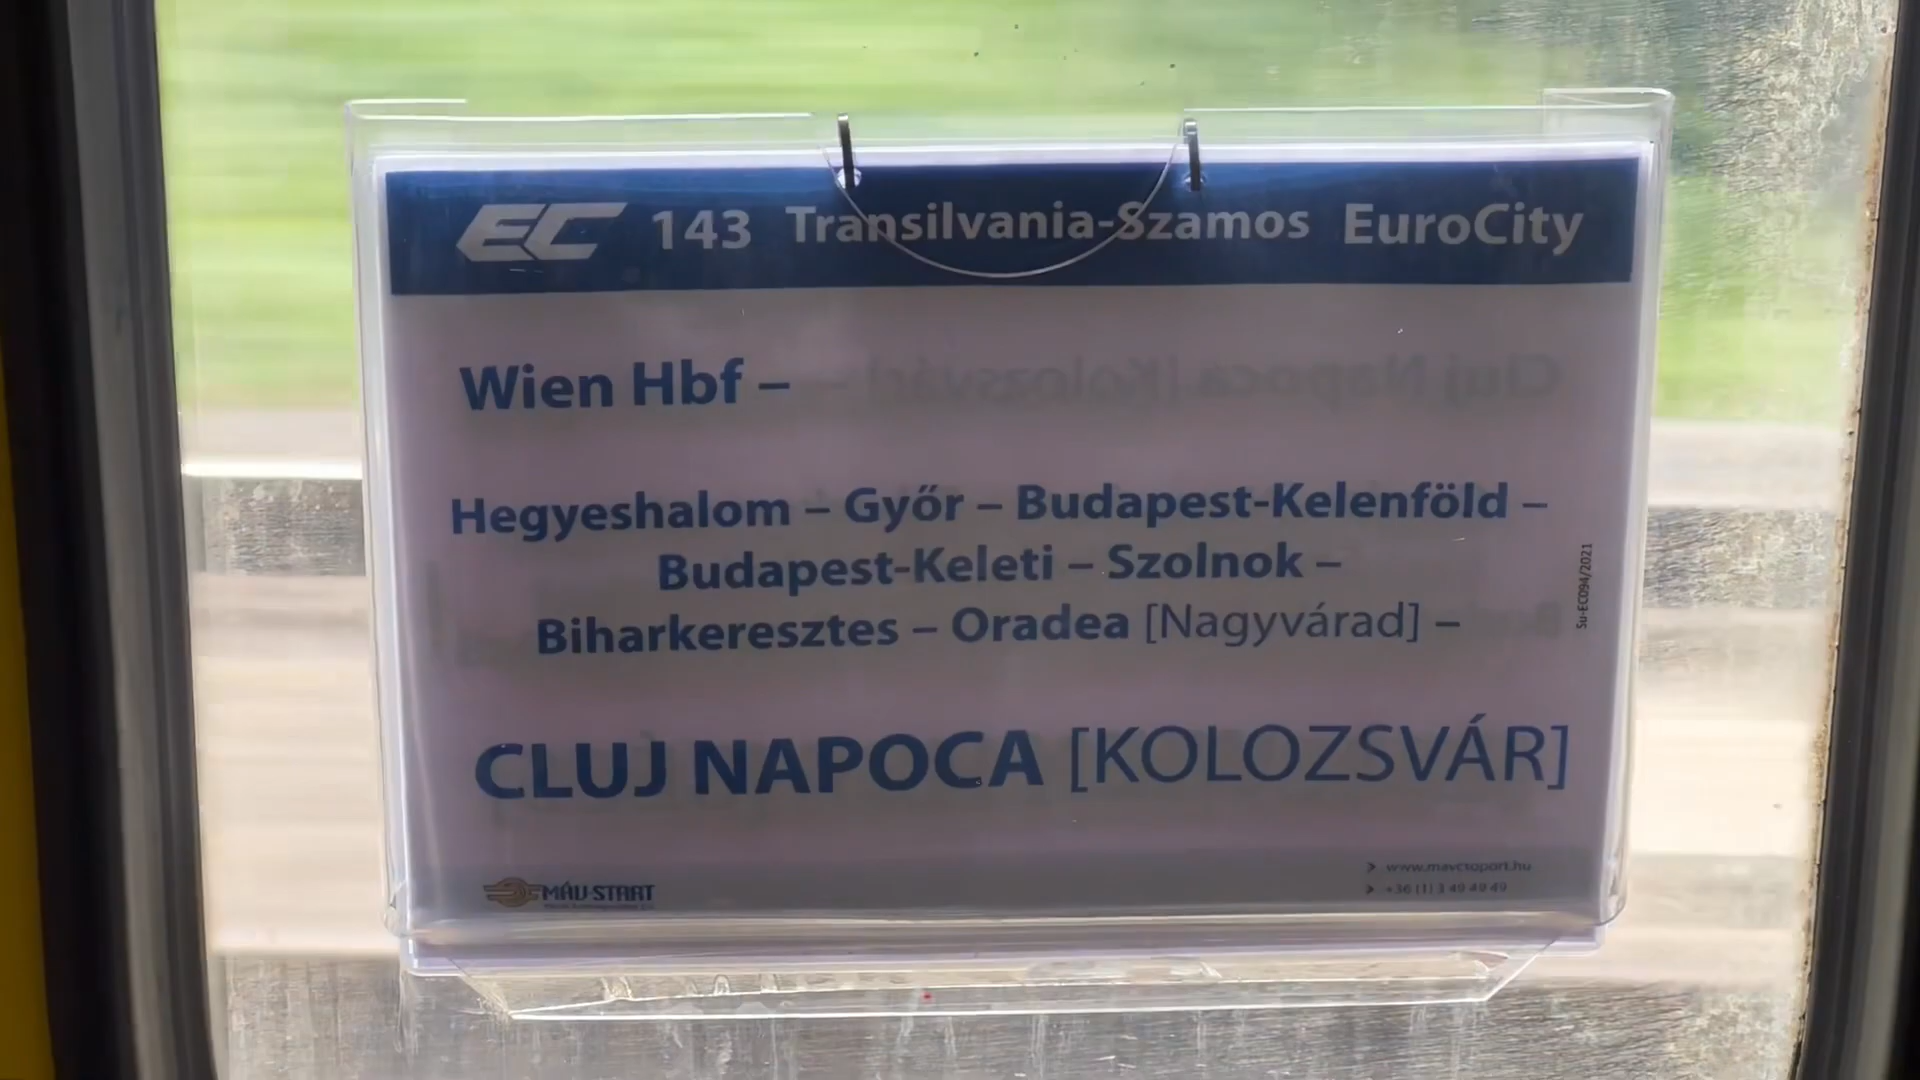 EC 143 Transilvania-Szamos EuroCity
Wien Hbf –
Hegyeshalom – Győr – Budapest-Kelenföld –
Budapest-Keleti – Szolnok –
Biharkeresztes – Oradea [Nagyvárad] –
CLUJ NAPOCA [KOLOZSVÁR]
Su-EC094/2021
MÁV-START
www.mavcsoport.hu
+36 (1) 3 49 49 49